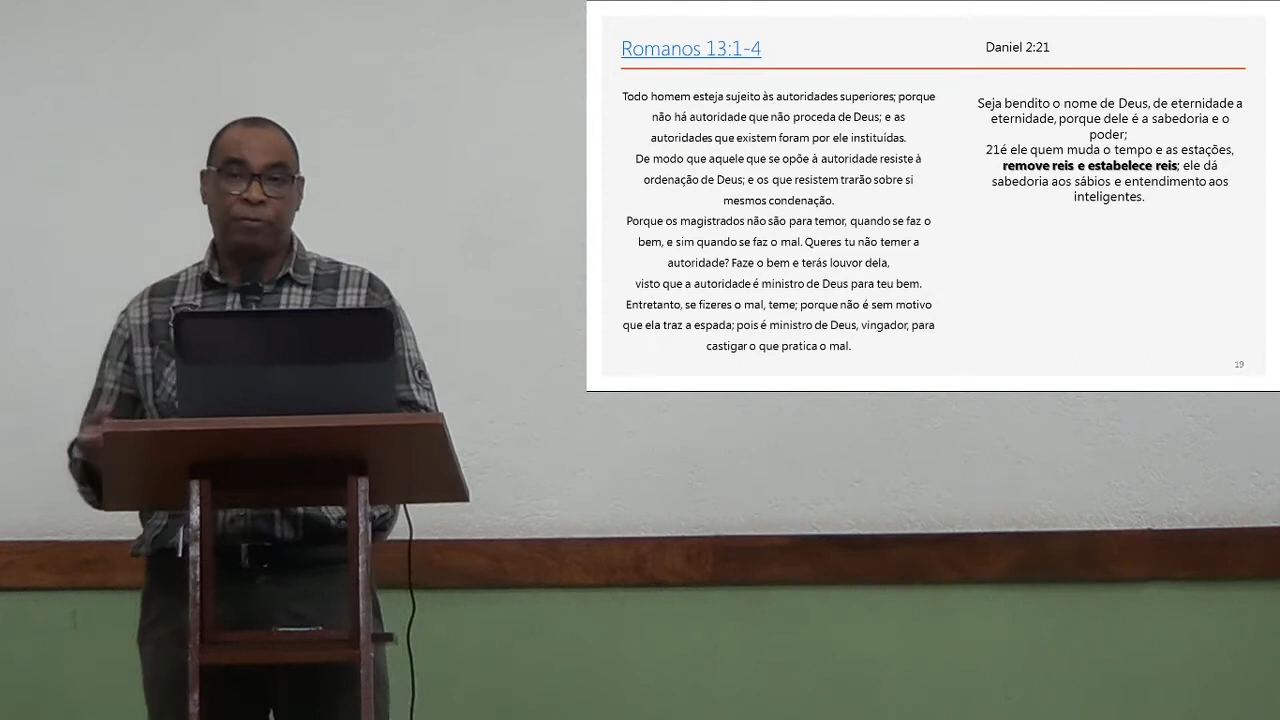 Romanos 13:1-4
Todo homem esteja sujeito às autoridades superiores; porque
não há autoridade que não proceda de Deus; e as
autoridades que existem foram por ele instituídas.
De modo que aquele que se opõe à autoridade resiste à
ordenação de Deus; e os que resistem trarão sobre si
mesmos condenação.
Porque os magistrados não são para temor, quando se faz o
bem, e sim quando se faz o mal. Queres tu não temer a
autoridade? Faze o bem e terás louvor dela,
visto que a autoridade é ministro de Deus para teu bem.
Entretanto, se fizeres o mal, teme; porque não é sem motivo
que ela traz a espada; pois é ministro de Deus, vingador, para
castigar o que pratica o mal.
Daniel 2:21
Seja bendito o nome de Deus, de eternidade a
eternidade, porque dele é a sabedoria e o
poder;
21é ele quem muda o tempo e as estações,
remove reis e estabelece reis; ele dá
sabedoria aos sábios e entendimento aos
inteligentes.
19